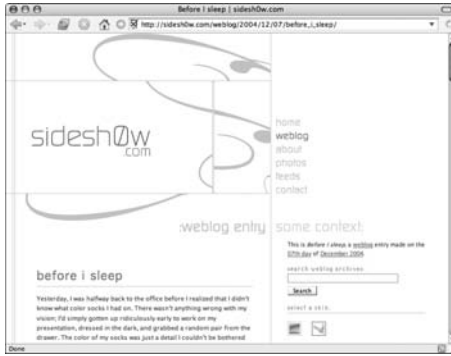 Before I sleep | sidesh0w.com
http://sidesh0w.com/weblog/2004/12/07/before_i_sleep/
sidesh0w
.com
home
weblog
about
photos
feeds
contact
:weblog entry
some context:
This is before I sleep, a weblog entry made on the
07th day of December 2004.
search weblog archives
Search
select a skin:
before i sleep
Yesterday, I was halfway back to the office before I realized that I didn't
know what color socks I had on. There wasn't anything wrong with my
vision; I'd simply gotten up ridiculously early to work on my
presentation, dressed in the dark, and grabbed a random pair from the
drawer. The color of my socks was just a detail I couldn't be bothered
Done